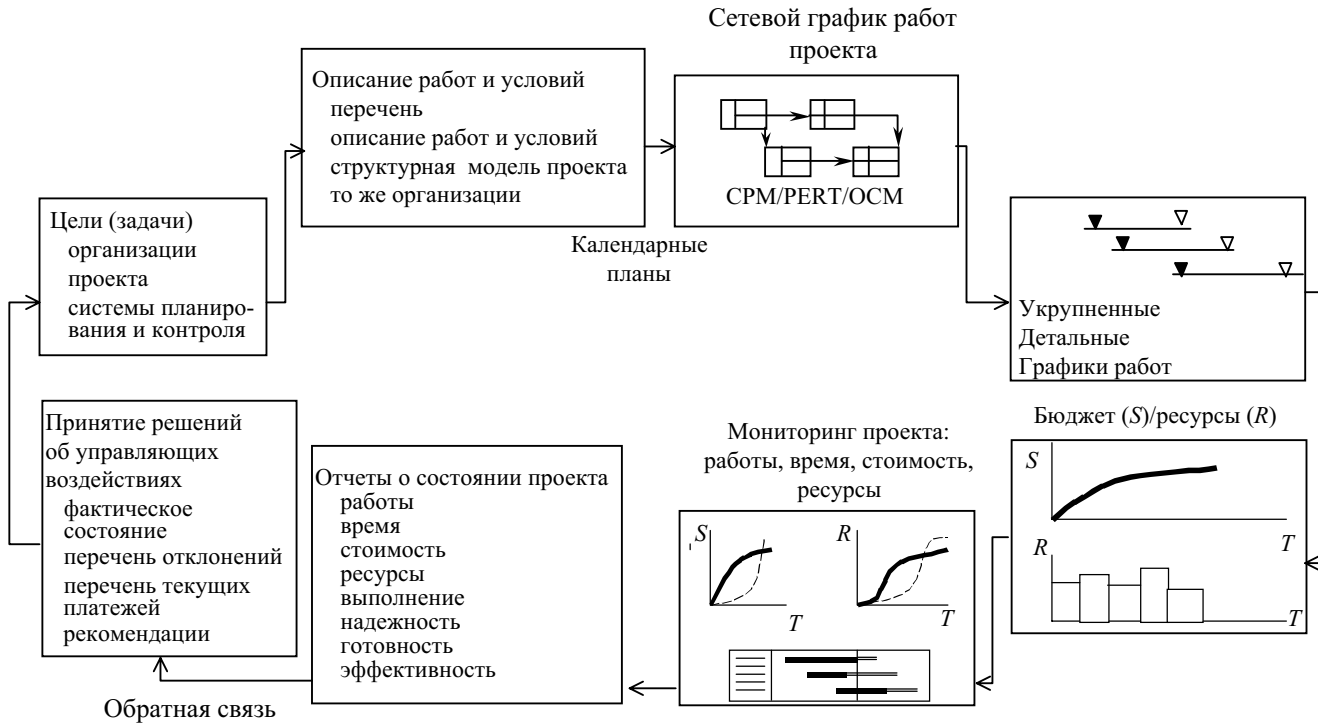 Сетевой график работ
проекта
Описание работ и условий
перечень
описание работ и условий
структурная модель проекта
то же организации
CPM/PERT/OCM
Цели (задачи)
организации
проекта
системы планиро-
вания и контроля
Календарные
планы
Укрупненные
Детальные
Графики работ
Бюджет (S)/ресурсы (R)
S
T
R
T
Мониторинг проекта:
работы, время, стоимость,
ресурсы
S
T
R
T
Отчеты о состоянии проекта
работы
время
стоимость
ресурсы
выполнение
надежность
готовность
эффективность
Принятие решений
об управляющих
воздействиях
фактическое
состояние
перечень отклонений
перечень текущих
платежей
рекомендации
Обратная связь